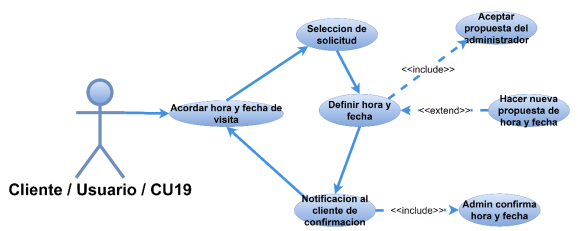 Aceptar
propuesta del
administrador
Seleccion de
solicitud
<<include>>
Acordar hora y fecha de
visita
Definir hora y
fecha
<<extend>>
Hacer nueva
propuesta de
hora y fecha
Cliente / Usuario / CU19
Notificacion al
cliente de
confirmacion
<<include>>
Admin confirma
hora y fecha